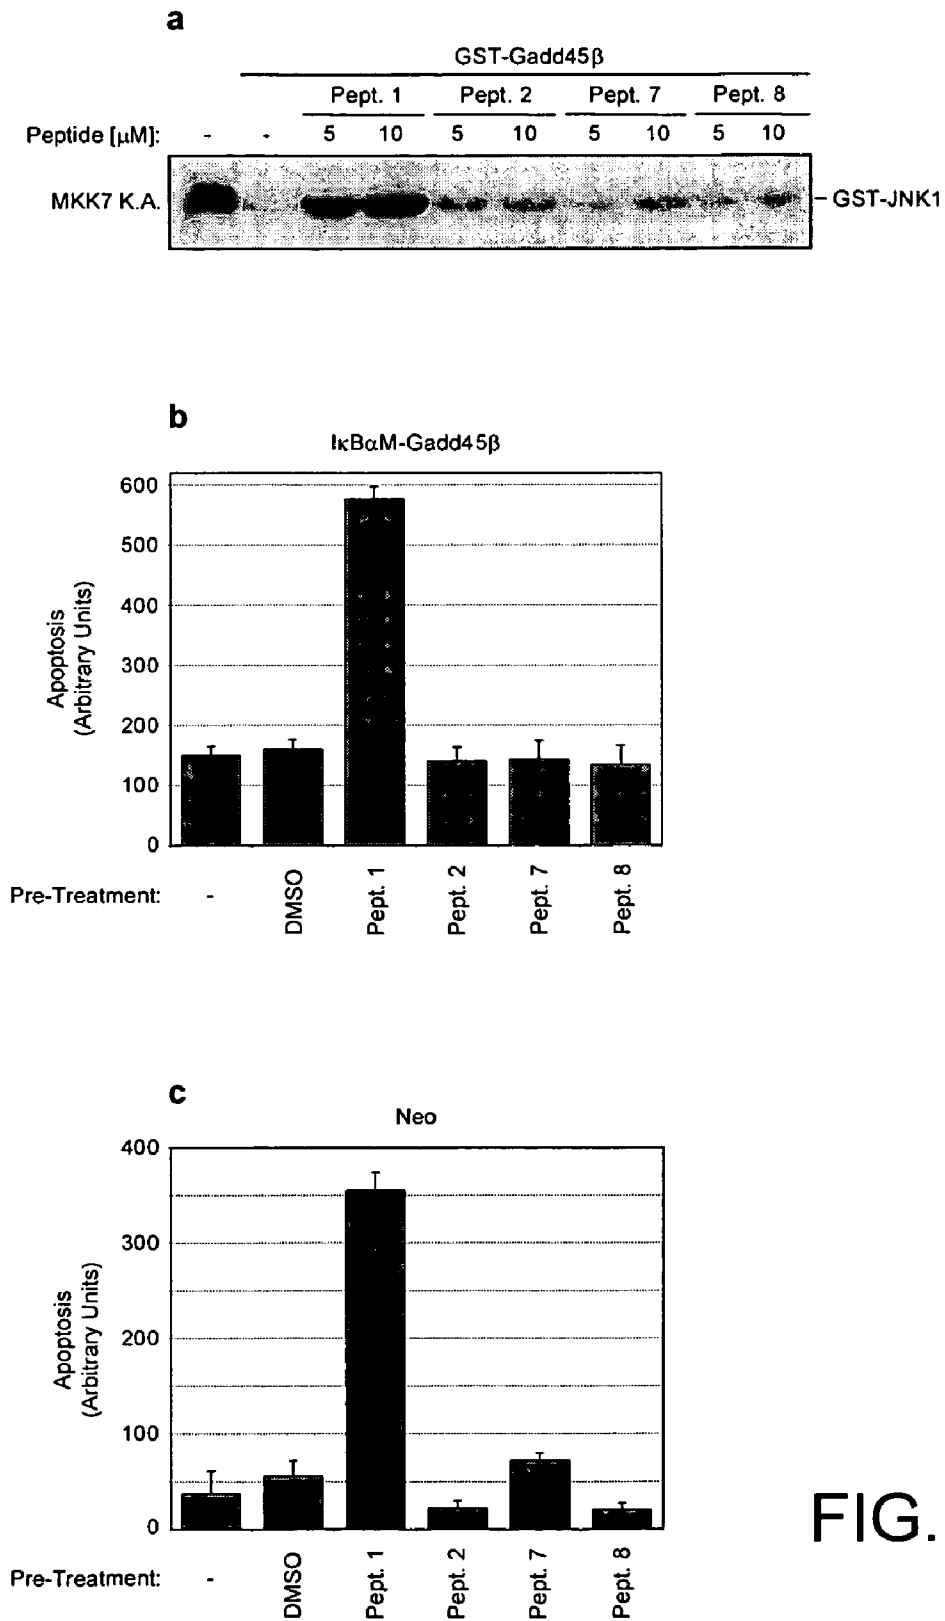 a
GST-Gadd45β
Pept. 1 Pept. 2 Pept. 7 Pept. 8
Peptide [µM]: - - 5 10 5 10 5 10 5 10
MKK7 K.A. GST-JNK1
b
IκBαM-Gadd45β
600
500
400
300
200
100
0
Apoptosis
(Arbitrary Units)
Pre-Treatment: - DMSO Pept. 1 Pept. 2 Pept. 7 Pept. 8
c
Neo
400
300
200
100
0
Apoptosis
(Arbitrary Units)
Pre-Treatment: - DMSO Pept. 1 Pept. 2 Pept. 7 Pept. 8
FIG.